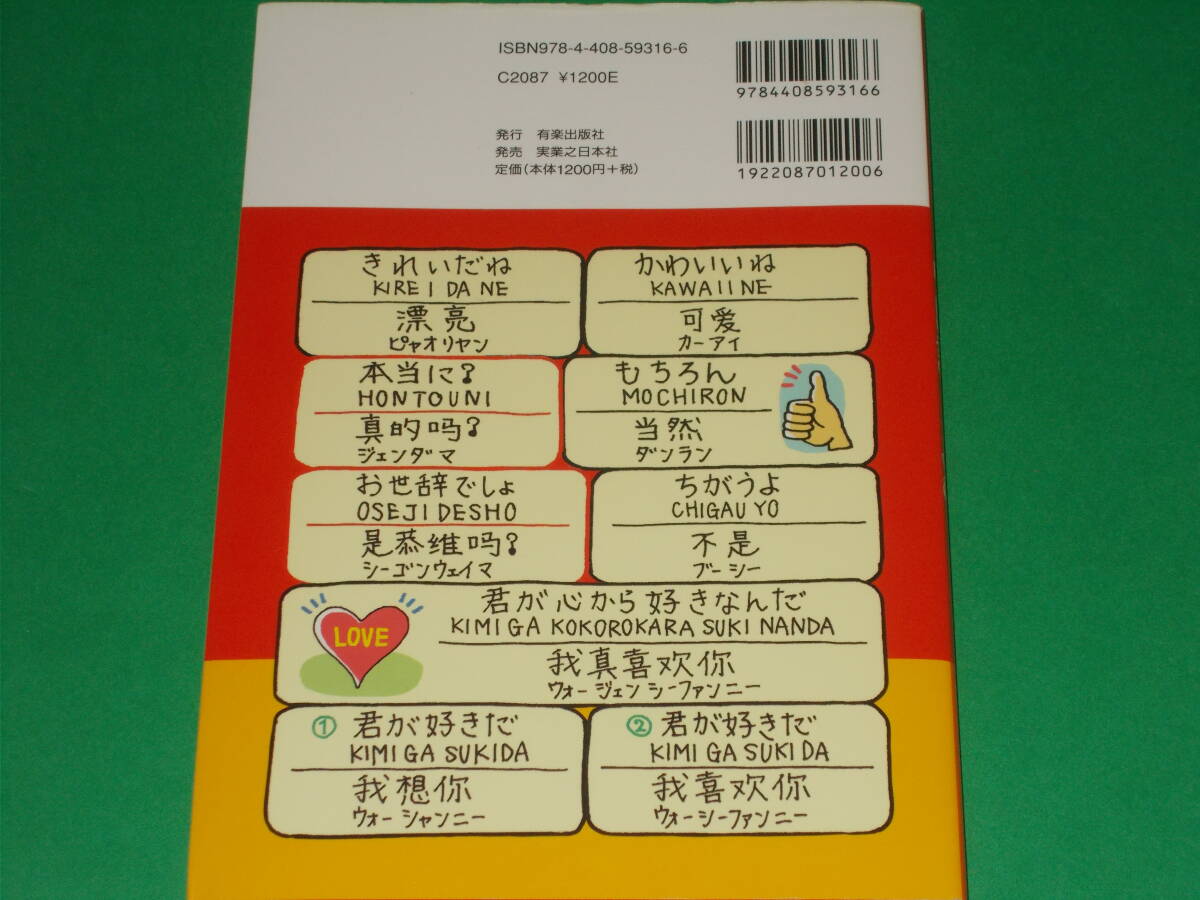 ISBN978-4-408-59316-6
C2087 ¥1200E
9784408593166
発行 有楽出版社
発売 実業之日本社
定価(本体1200円+税)
1922087012006
きれいだね
KIREI DA NE
漂亮
ピャオリヤン
かわいいね
KAWAII NE
可爱
カーアイ
本当に?
HONTOUNI
真的吗?
ジェンダマ
もちろん
MOCHIRON
当然
ダンラン
お世辞でしょ
OSEJI DESHO
是恭维吗?
シーゴンウェイマ
ちがうよ
CHIGAU YO
不是
ブーシー
LOVE
君が心から好きなんだ
KIMI GA KOKOROKARA SUKI NANDA
我真喜欢你
ウォージェンシーファンニー
① 君が好きだ
KIMI GA SUKIDA
我想你
ウォーシャンニー
② 君が好きだ
KIMI GA SUKI DA
我喜欢你
ウォーシーファンニー